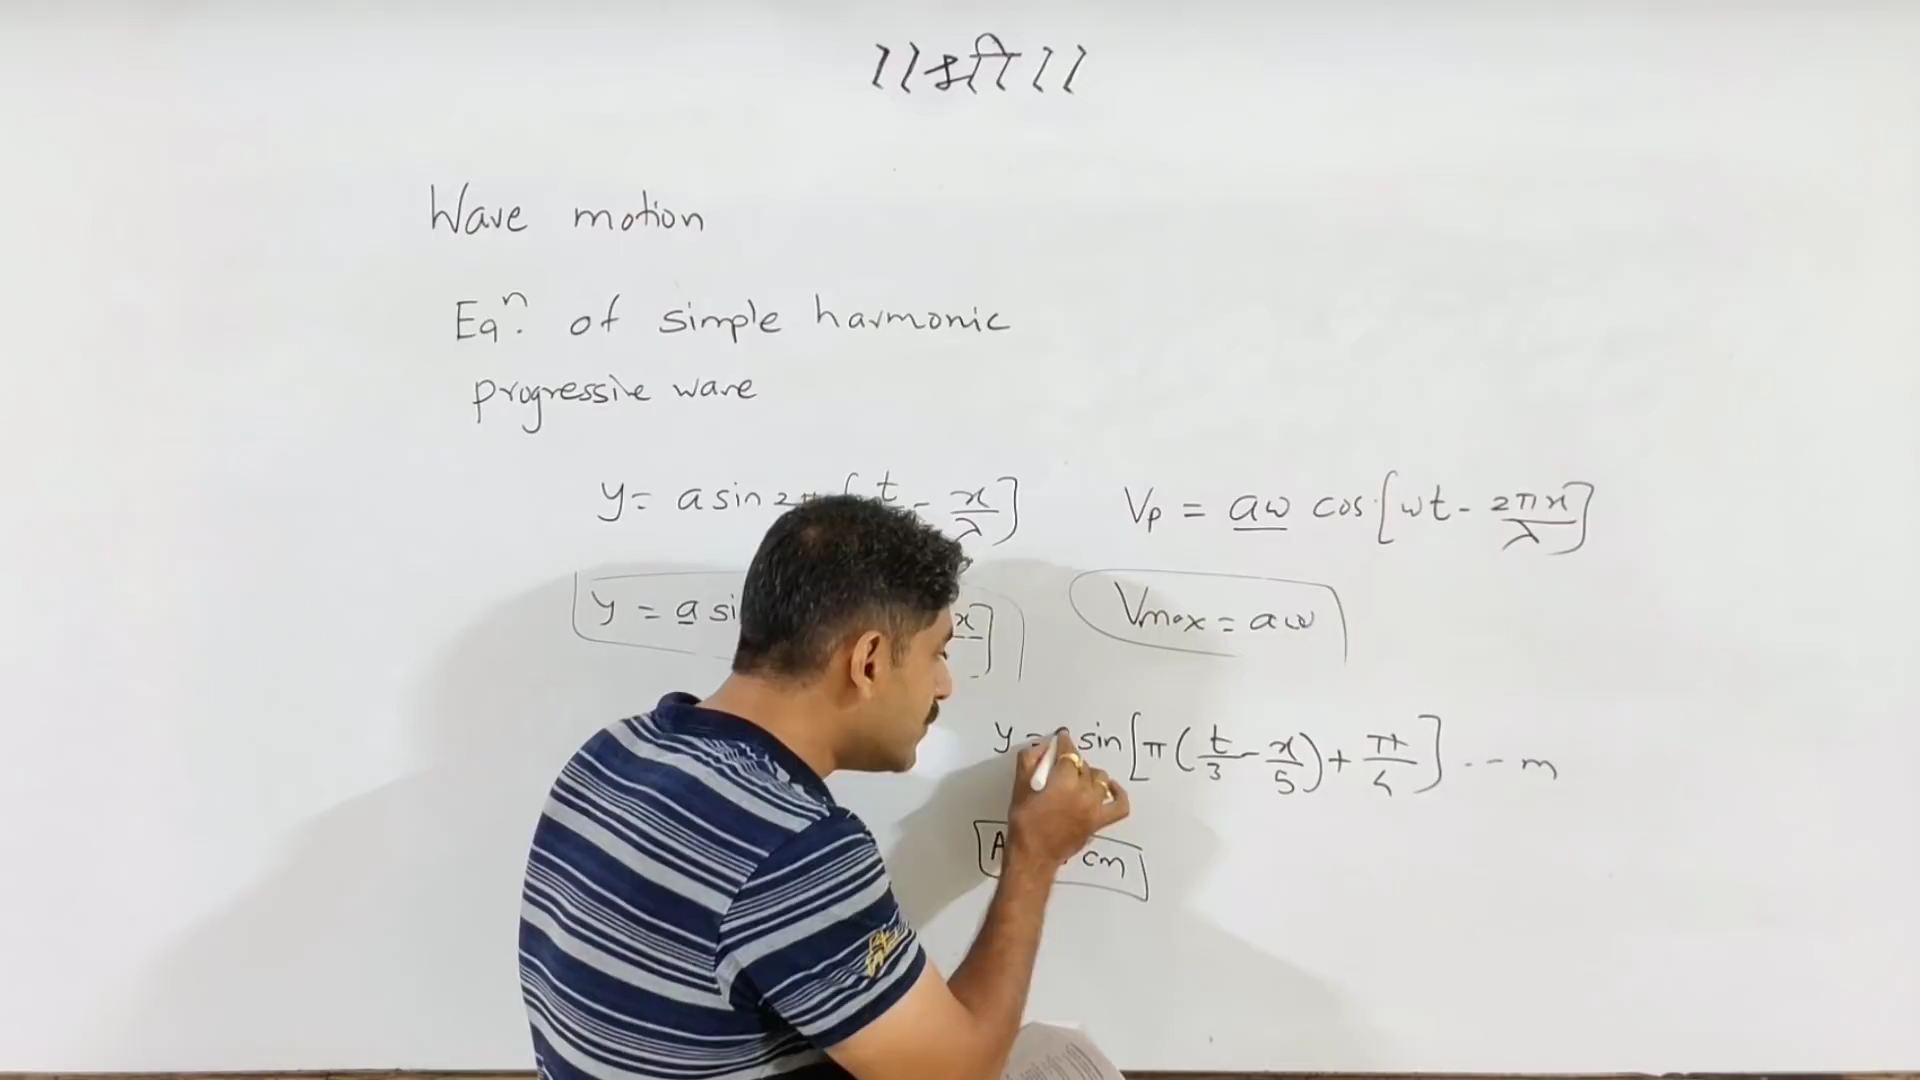 ।।श्री।।
Wave motion
Eqⁿ. of simple harmonic
progressive wave
y = a sin 2π [t - x/λ]
Vp = aω cos [ωt - 2πx/λ]
y = a si x]
Vmax = aω
y = sin [π (t/3 - x/5) + π/4] ... m
A cm